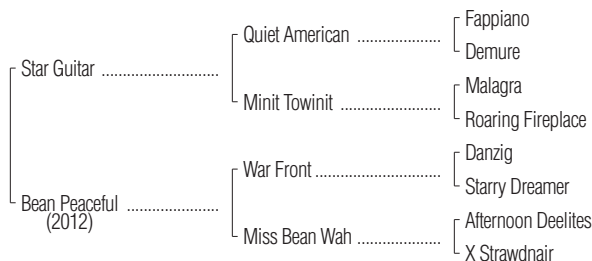 Fappiano
Quiet American ....................
Demure
Star Guitar ............................
Malagra
Minit Towinit ........................
Roaring Fireplace
Danzig
War Front ..............................
Starry Dreamer
Bean Peaceful ......................
(2012)
Afternoon Deelites
Miss Bean Wah ....................
X Strawdnair